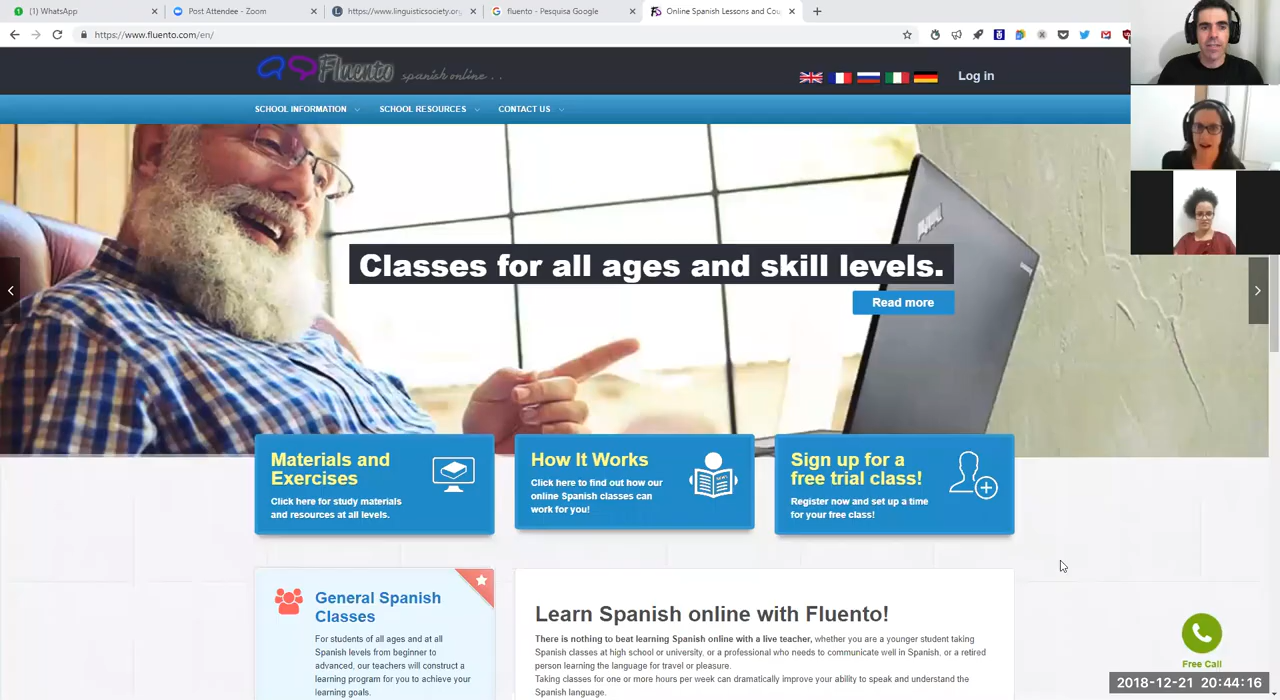 (1) WhatsApp
Post Attendee - Zoom
https://www.linguisticsociety.org
fluento - Pesquisa Google
Online Spanish Lessons and Cou
https://www.fluento.com/en/
Fluento spanish online . .
Log in
SCHOOL INFORMATION
SCHOOL RESOURCES
CONTACT US
Classes for all ages and skill levels.
Read more
Materials and
Exercises
Click here for study materials
and resources at all levels.
How It Works
Click here to find out how our
online Spanish classes can
work for you!
NEWS
Sign up for a
free trial class!
Register now and set up a time
for your free class!
General Spanish
Classes
For students of all ages and at all
Spanish levels from beginner to
advanced, our teachers will construct a
learning program for you to achieve your
learning goals.
Learn Spanish online with Fluento!
There is nothing to beat learning Spanish online with a live teacher, whether you are a younger student taking
Spanish classes at high school or university, or a professional who needs to communicate well in Spanish, or a retired
person learning the language for travel or pleasure.
Taking classes for one or more hours per week can dramatically improve your ability to speak and understand the
Spanish language.
Free Call
2018-12-21 20:44:16